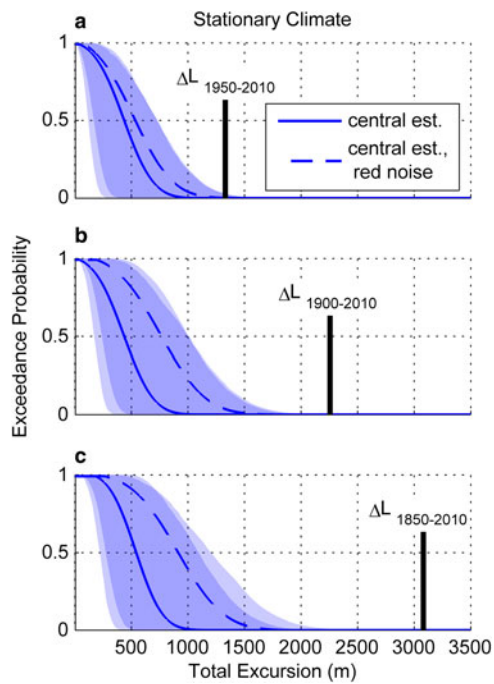 Stationary Climate
a
1
0.5
0
ΔL 1950-2010
central est.
central est.,
red noise
b
1
0.5
0
ΔL 1900-2010
Exceedance Probability
c
1
0.5
0
ΔL 1850-2010
500 1000 1500 2000 2500 3000 3500
Total Excursion (m)